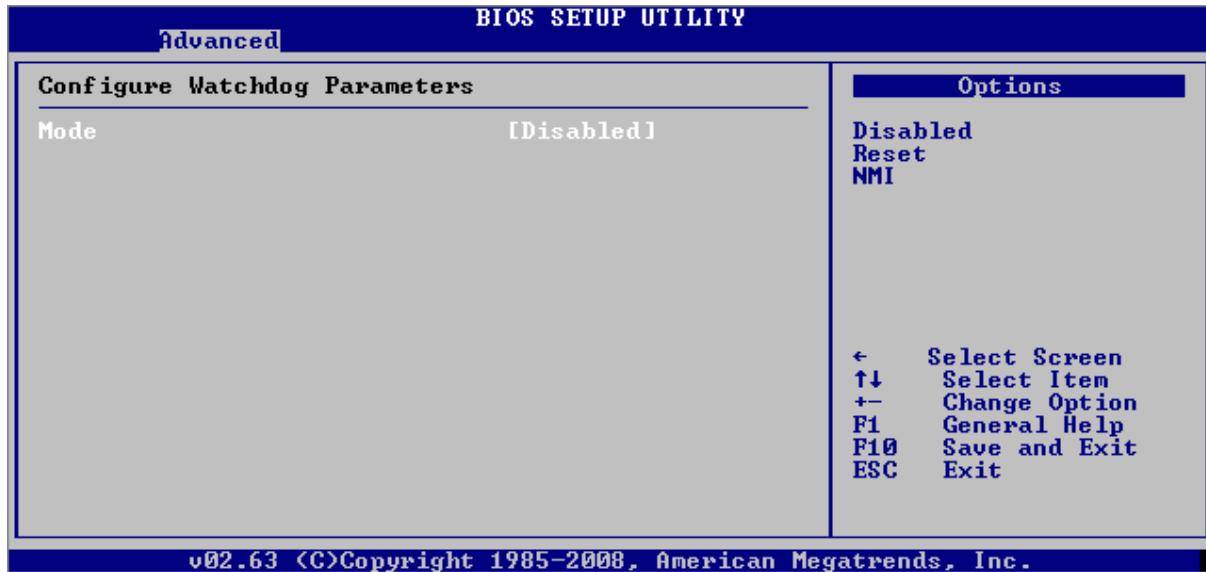 BIOS SETUP UTILITY
Advanced
Configure Watchdog Parameters
Mode [Disabled]
Options
Disabled
Reset
NMI
← Select Screen
↑↓ Select Item
+- Change Option
F1 General Help
F10 Save and Exit
ESC Exit
v02.63 (C)Copyright 1985-2008, American Megatrends, Inc.